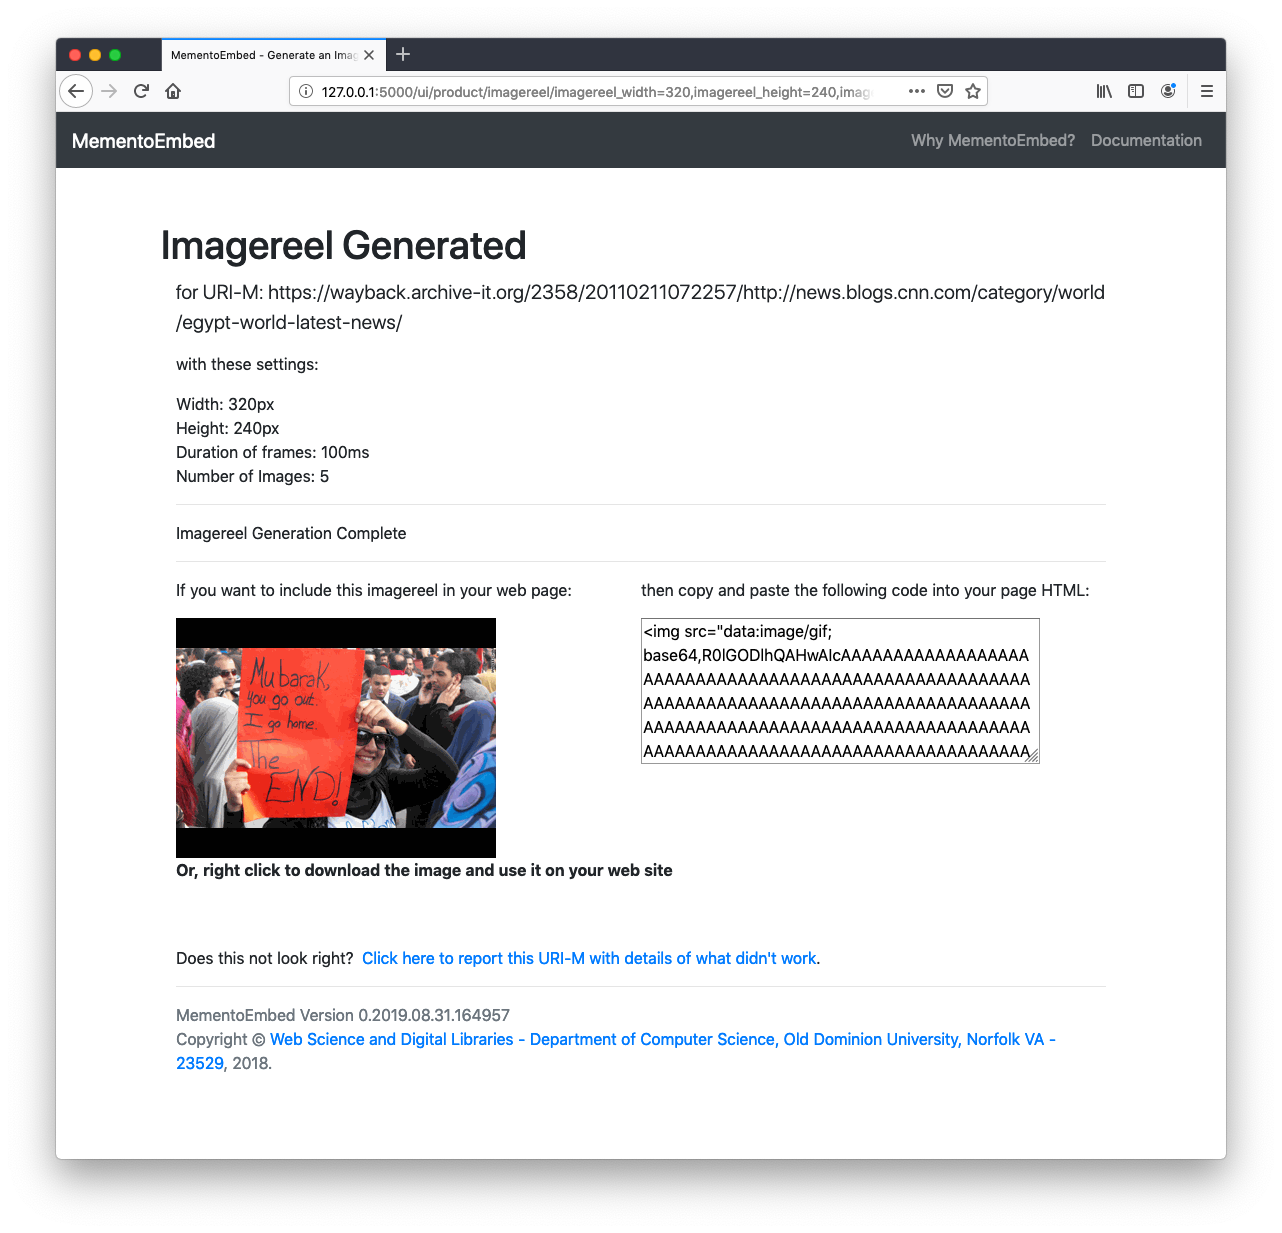 MementoEmbed - Generate an Imag
127.0.0.1:5000/ui/product/imagereel/imagereel_width=320,imagereel_height=240,imag
MementoEmbed
Why MementoEmbed?
Documentation
Imagereel Generated
for URI-M: https://wayback.archive-it.org/2358/20110211072257/http://news.blogs.cnn.com/category/world
/egypt-world-latest-news/
with these settings:
Width: 320px
Height: 240px
Duration of frames: 100ms
Number of Images: 5
Imagereel Generation Complete
If you want to include this imagereel in your web page:
then copy and paste the following code into your page HTML:
Mubarak,
you go out.
I go home.
The
END!
<img src="data:image/gif;
base64,R0lGODlhQAHwAIcAAAAAAAAAAAAAAAAAA
AAAAAAAAAAAAAAAAAAAAAAAAAAAAAAAAAAAAA
AAAAAAAAAAAAAAAAAAAAAAAAAAAAAAAAAAAAA
AAAAAAAAAAAAAAAAAAAAAAAAAAAAAAAAAAAAA
AAAAAAAAAAAAAAAAAAAAAAAAAAAAAAAAAAAAA
Or, right click to download the image and use it on your web site
Does this not look right? Click here to report this URI-M with details of what didn't work.
MementoEmbed Version 0.2019.08.31.164957
Copyright © Web Science and Digital Libraries - Department of Computer Science, Old Dominion University, Norfolk VA -
23529, 2018.